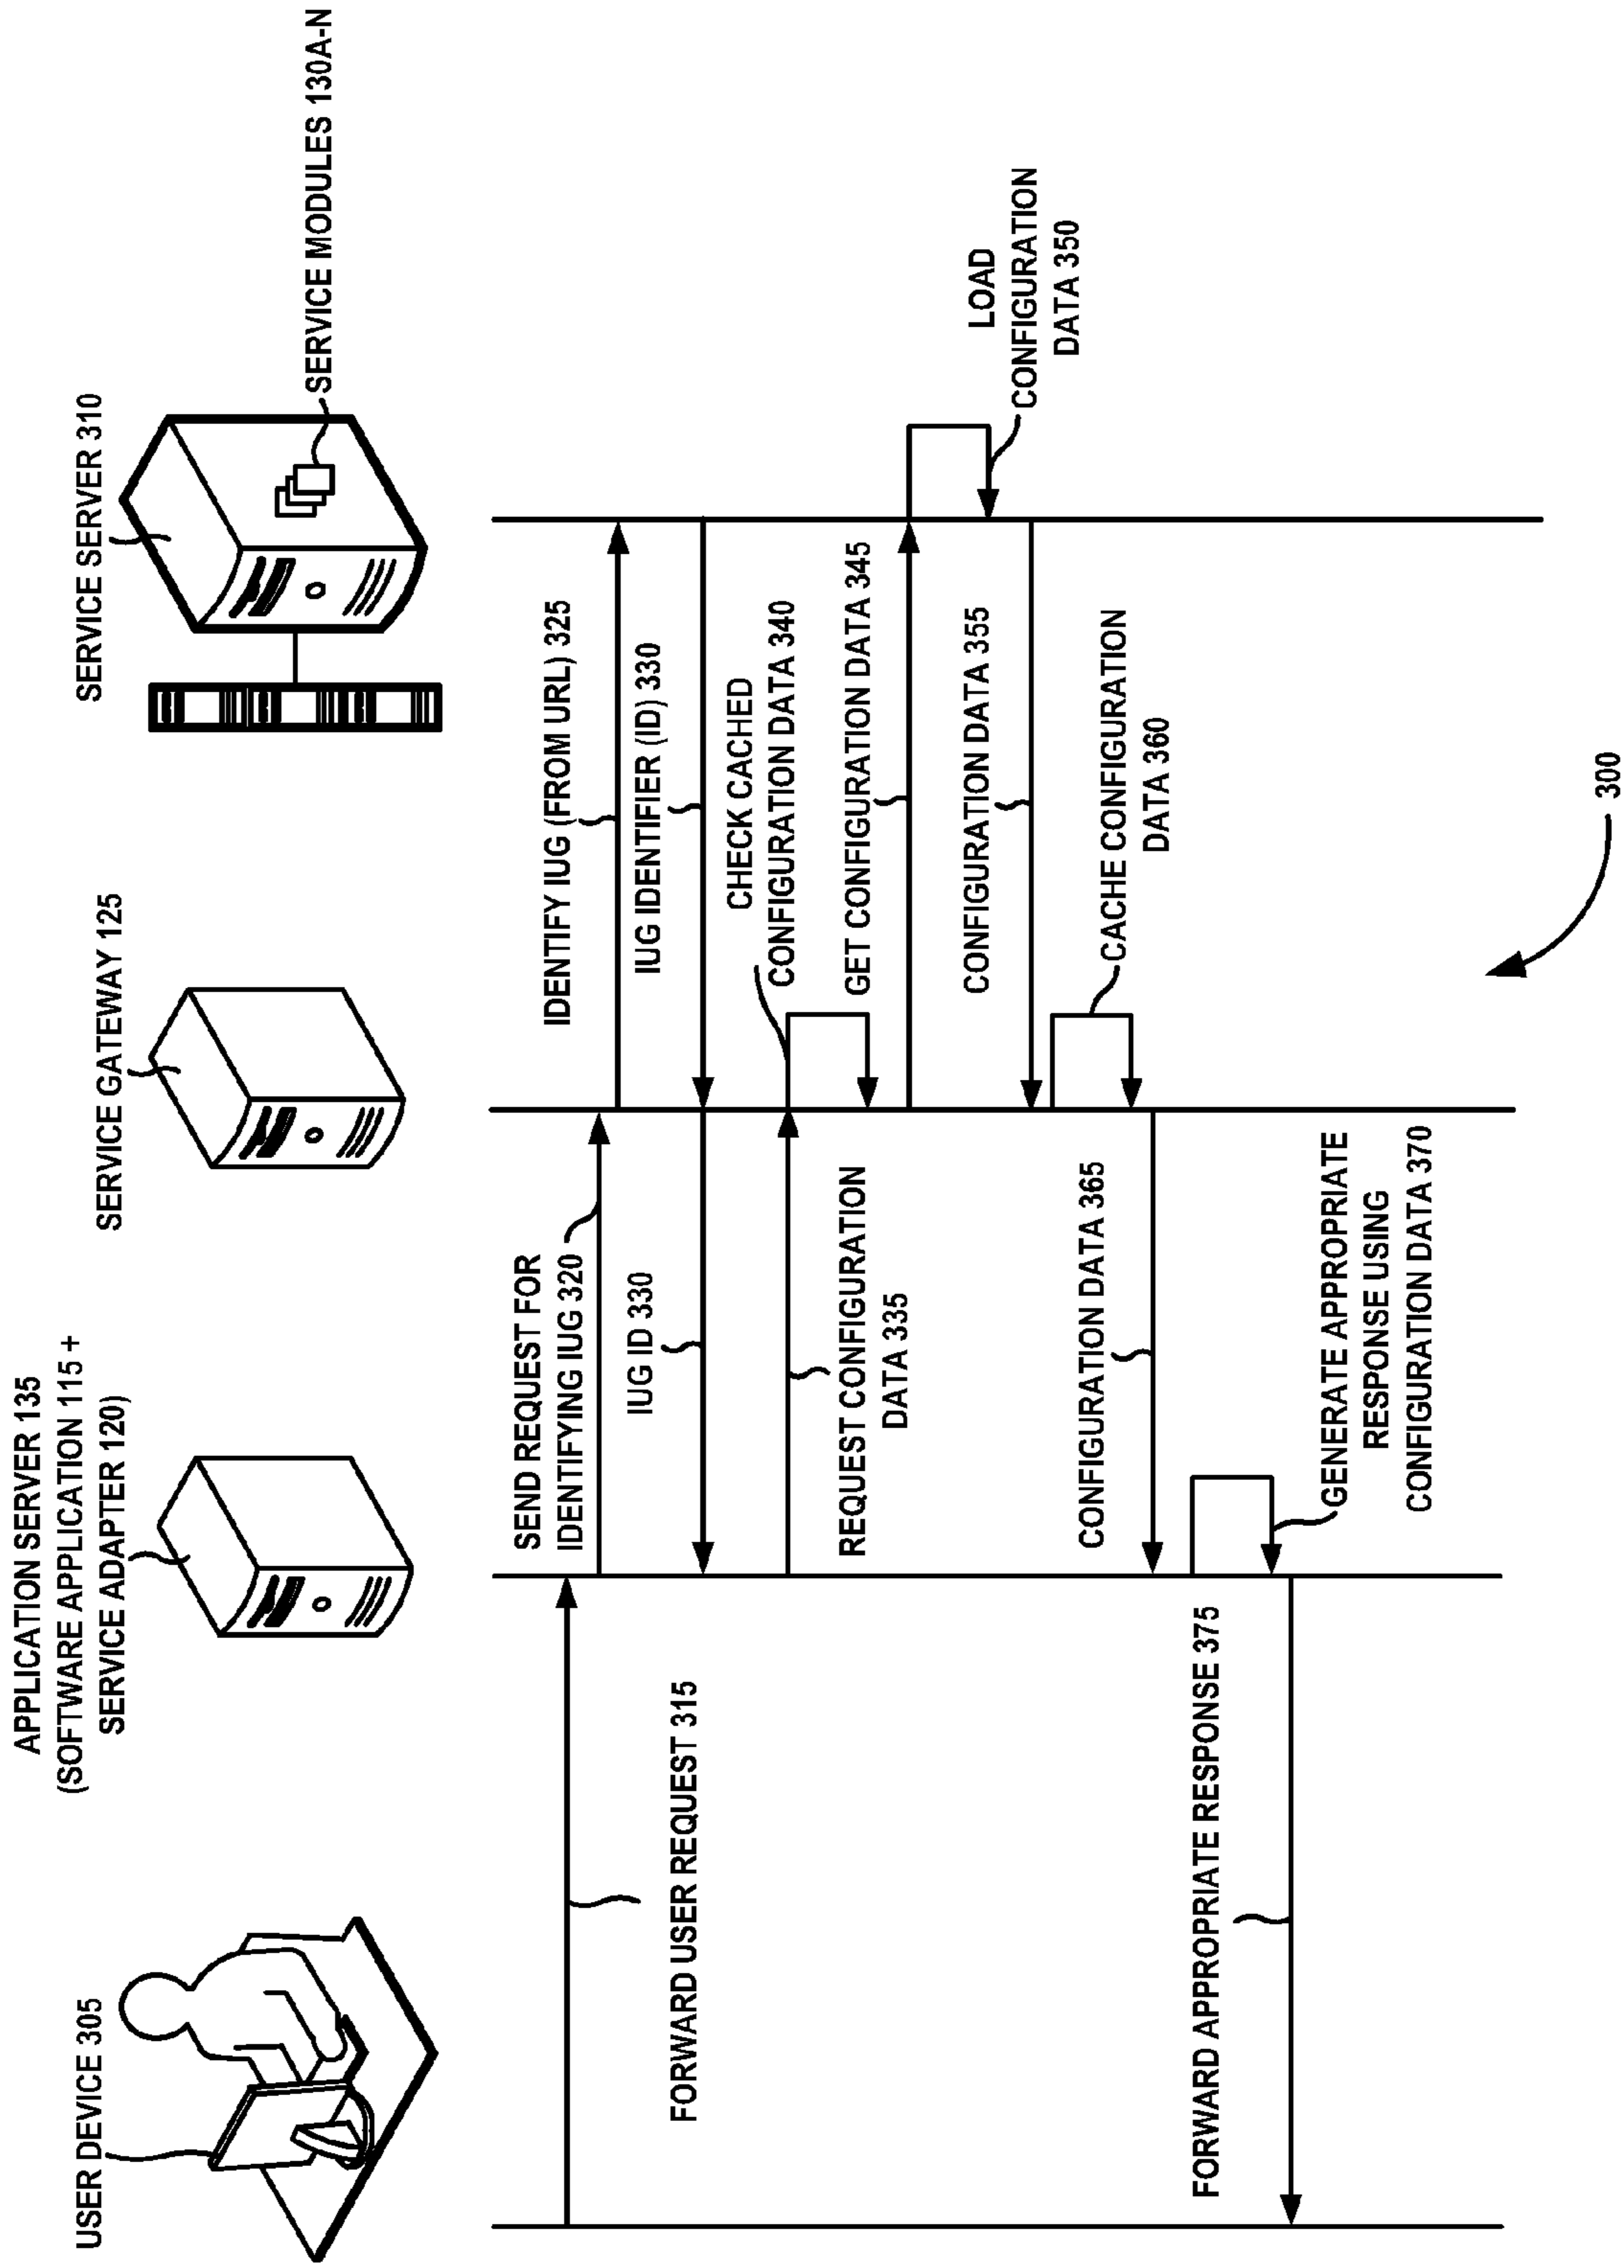 USER DEVICE 305
APPLICATION SERVER 135
(SOFTWARE APPLICATION 115 +
SERVICE ADAPTER 120)
SERVICE GATEWAY 125
SERVICE SERVER 310
SERVICE MODULES 130A-N
FORWARD USER REQUEST 315
SEND REQUEST FOR
IDENTIFYING IUG 320
IDENTIFY IUG (FROM URL) 325
IUG IDENTIFIER (ID) 330
IUG ID 330
REQUEST CONFIGURATION
DATA 335
CHECK CACHED
CONFIGURATION DATA 340
GET CONFIGURATION DATA 345
LOAD
CONFIGURATION
DATA 350
CONFIGURATION DATA 355
CACHE CONFIGURATION
DATA 360
CONFIGURATION DATA 365
GENERATE APPROPRIATE
RESPONSE USING
CONFIGURATION DATA 370
FORWARD APPROPRIATE RESPONSE 375
300